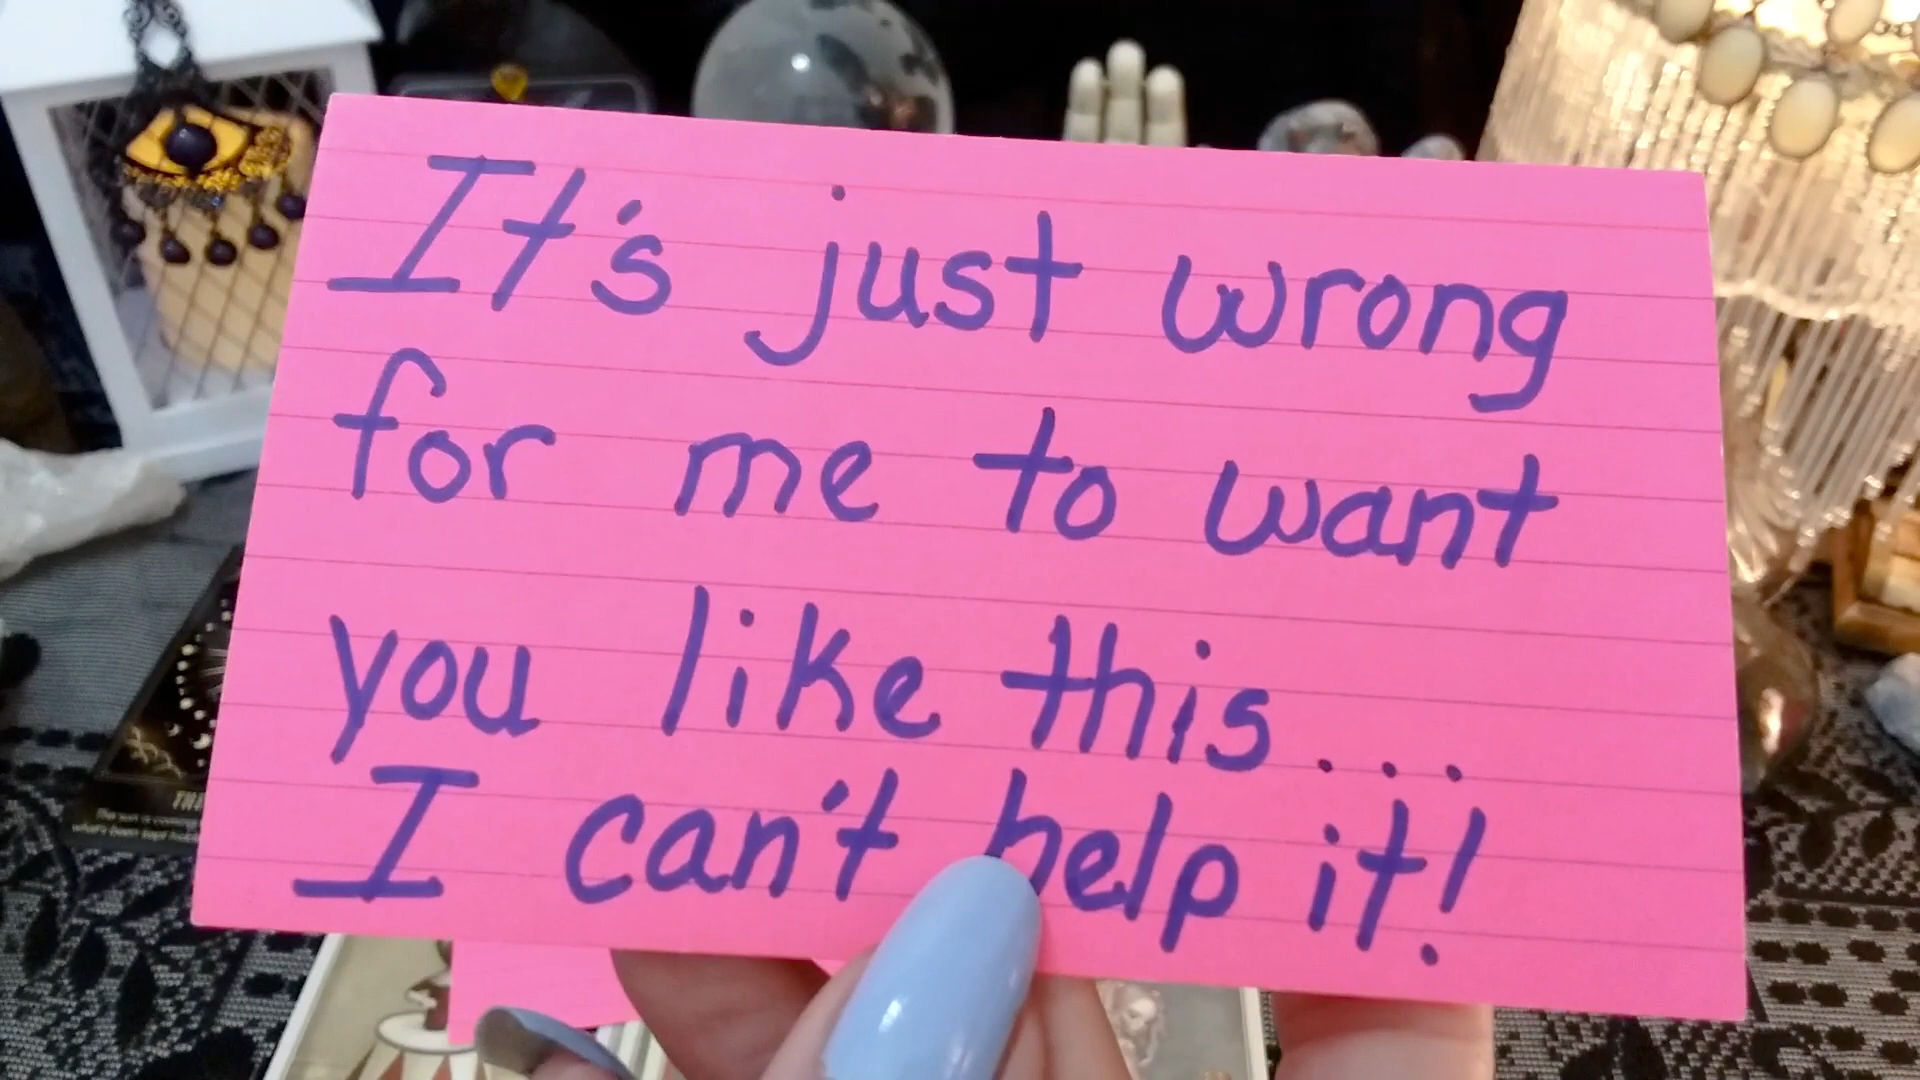 It's just wrong
for me to want
you like this...
I can't help it!